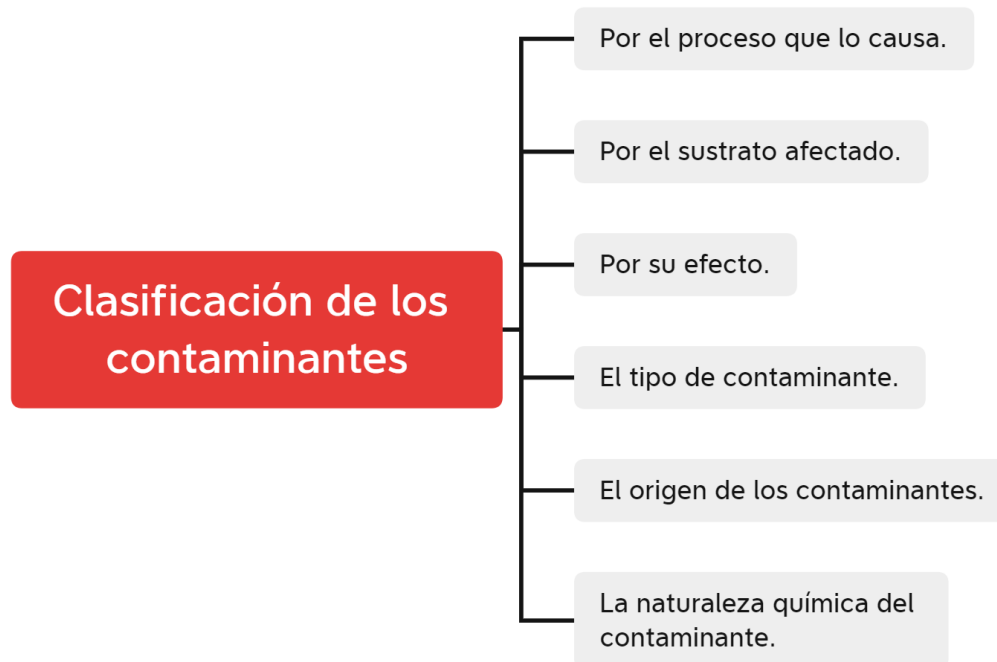 Por el proceso que lo causa.
Por el sustrato afectado.
Por su efecto.
Clasificación de los
contaminantes
El tipo de contaminante.
El origen de los contaminantes.
La naturaleza química del
contaminante.